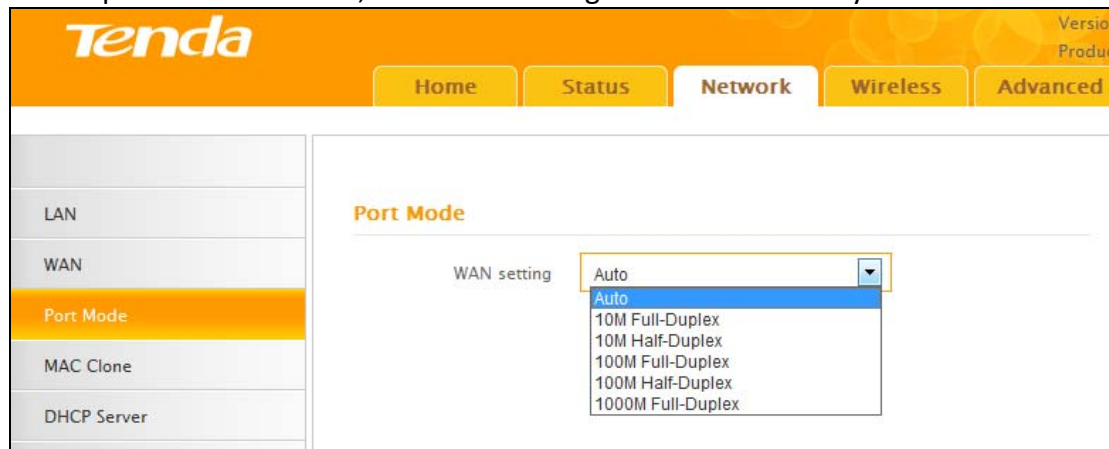 Tenda
Versio
Produc
Home Status Network Wireless Advanced
LAN
WAN
Port Mode
MAC Clone
DHCP Server
Port Mode
WAN setting Auto
Auto
10M Full-Duplex
10M Half-Duplex
100M Full-Duplex
100M Half-Duplex
1000M Full-Duplex